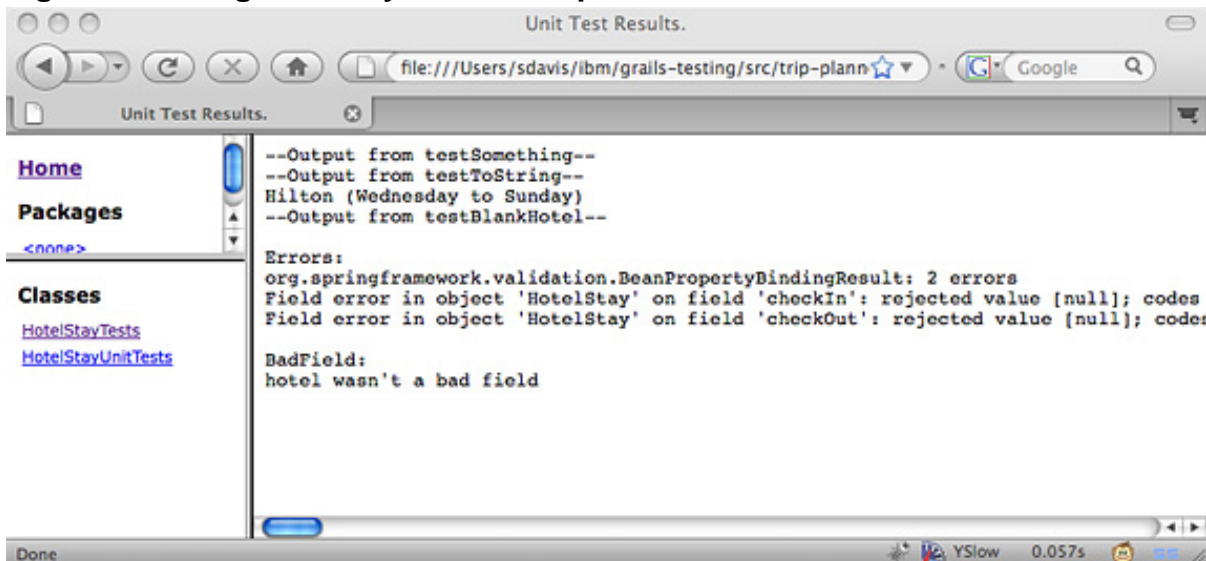 Unit Test Results.
file:///Users/sdavis/ibm/grails-testing/src/trip-plann
Google
Unit Test Results.
Home
Packages
<none>
Classes
HotelStayTests
HotelStayUnitTests
--Output from testSomething--
--Output from testToString--
Hilton (Wednesday to Sunday)
--Output from testBlankHotel--
Errors:
org.springframework.validation.BeanPropertyBindingResult: 2 errors
Field error in object 'HotelStay' on field 'checkIn': rejected value [null]; codes
Field error in object 'HotelStay' on field 'checkOut': rejected value [null]; codes
BadField:
hotel wasn't a bad field
Done
YSlow 0.057s